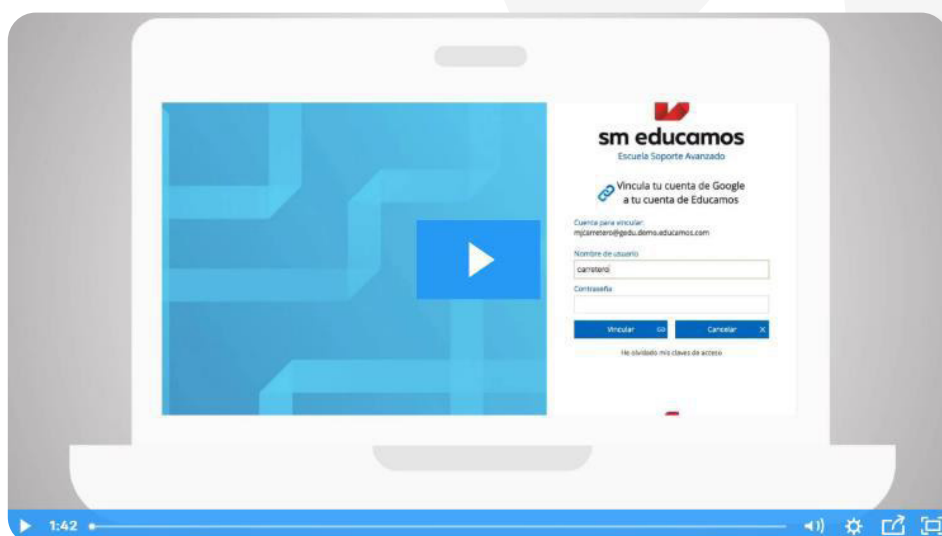 sm educamos
Escuela Soporte Avanzado
Vincula tu cuenta de Google
a tu cuenta de Educamos
Cuenta para vincular:
mjcarretero@gedu.demo.educamos.com
Nombre de usuario
carretero
Contraseña
Vincular
Cancelar
He olvidado mis claves de acceso
1:42